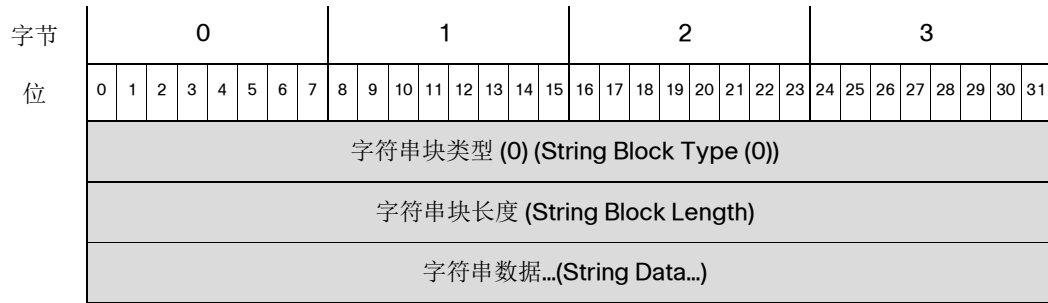 字节 0 1 2 3
位 0 1 2 3 4 5 6 7 8 9 10 11 12 13 14 15 16 17 18 19 20 21 22 23 24 25 26 27 28 29 30 31
字符串块类型 (0) (String Block Type (0))
字符串块长度 (String Block Length)
字符串数据...(String Data...)